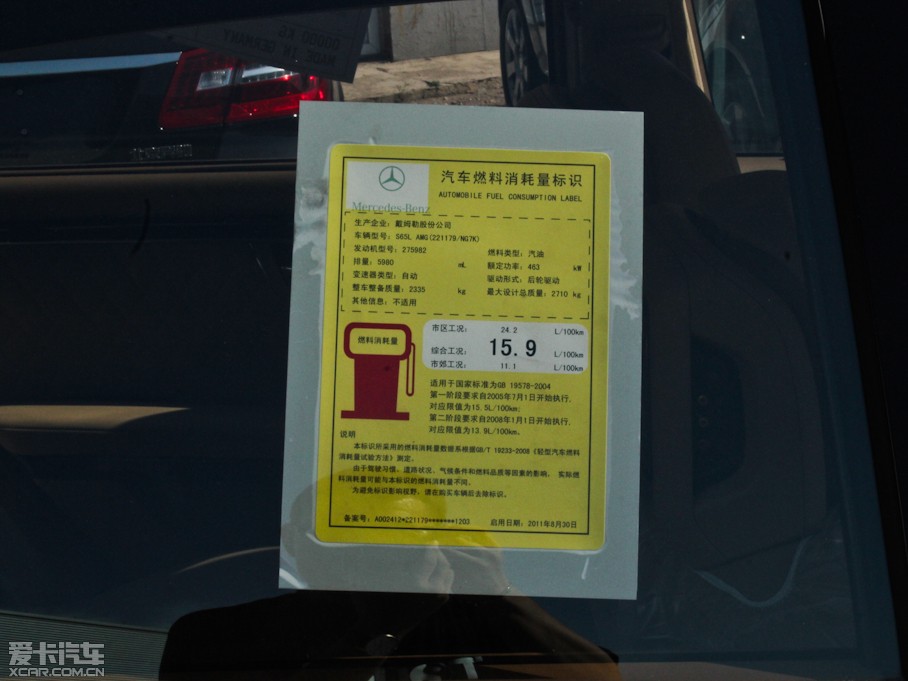 Mercedes-Benz
汽车燃料消耗量标识
AUTOMOBILE FUEL CONSUMPTION LABEL
生产企业：戴姆勒股份公司
车辆型号：S65L AMG(221179/NG7K)
发动机型号：275982 燃料类型：汽油
排量：5980 mL 额定功率：463 kW
变速器类型：自动 驱动形式：后轮驱动
整车整备质量：2335 kg 最大设计总质量：2710 kg
其他信息：不适用
燃料消耗量
市区工况： 24.2 L/100km
综合工况： 15.9 L/100km
市郊工况： 11.1 L/100km
适用于国家标准为GB 19578-2004
第一阶段要求自2005年7月1日开始执行，
对应限值为15.5L/100km；
第二阶段要求自2008年1月1日开始执行，
对应限值为13.9L/100km。
说明
本标识所采用的燃料消耗量数据系根据GB/T 19233-2008《轻型汽车燃料
消耗量试验方法》测定。
由于驾驶习惯、道路状况、气候条件和燃料品质等因素的影响，实际燃
料消耗量可能与本标识的燃料消耗量不同。
为避免标识影响视野，请在购买车辆后去除标识。
备案号：A002412*221179*******1203 启用日期：2011年8月30日
爱卡汽车
XCAR.COM.CN